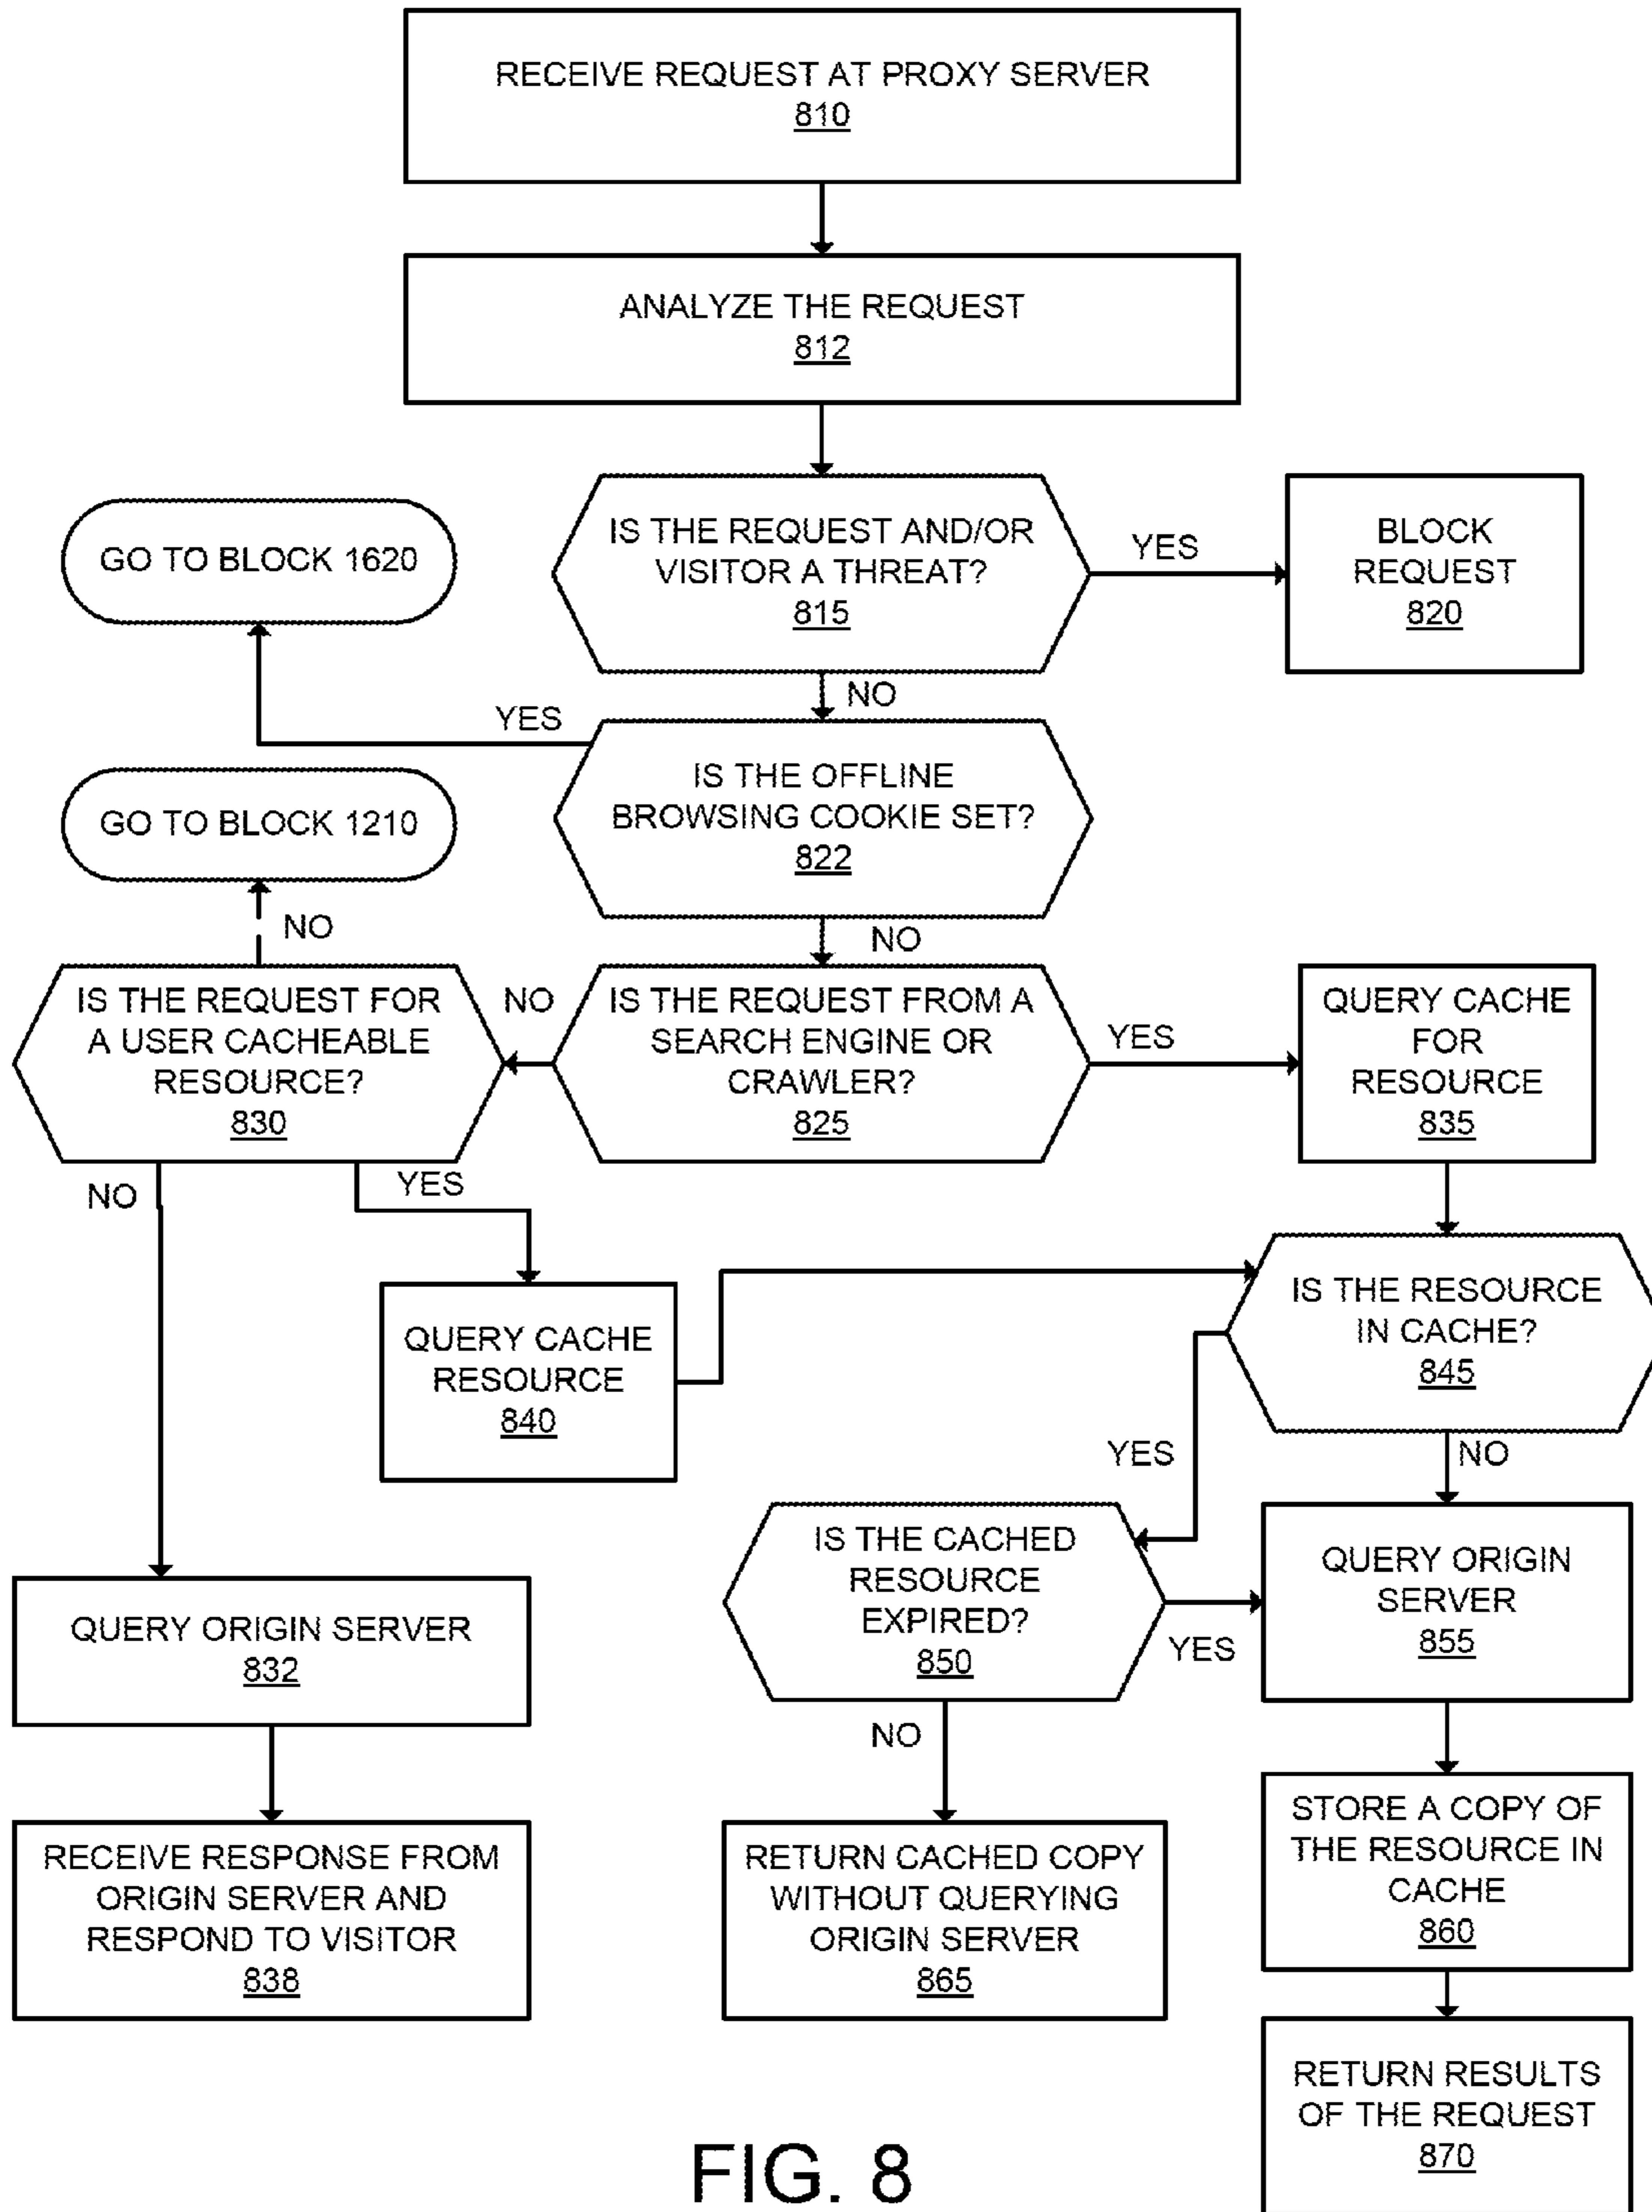 RECEIVE REQUEST AT PROXY SERVER
810
ANALYZE THE REQUEST
812
IS THE REQUEST AND/OR
VISITOR A THREAT?
815
YES
BLOCK
REQUEST
820
GO TO BLOCK 1620
NO
YES
IS THE OFFLINE
BROWSING COOKIE SET?
822
GO TO BLOCK 1210
NO
NO
IS THE REQUEST FOR
A USER CACHEABLE
RESOURCE?
830
NO
IS THE REQUEST FROM A
SEARCH ENGINE OR
CRAWLER?
825
YES
QUERY CACHE
FOR
RESOURCE
835
NO
YES
QUERY CACHE
RESOURCE
840
IS THE RESOURCE
IN CACHE?
845
YES
NO
IS THE CACHED
RESOURCE
EXPIRED?
850
YES
QUERY ORIGIN
SERVER
855
QUERY ORIGIN SERVER
832
NO
RECEIVE RESPONSE FROM
ORIGIN SERVER AND
RESPOND TO VISITOR
838
RETURN CACHED COPY
WITHOUT QUERYING
ORIGIN SERVER
865
STORE A COPY OF
THE RESOURCE IN
CACHE
860
RETURN RESULTS
OF THE REQUEST
870
FIG. 8